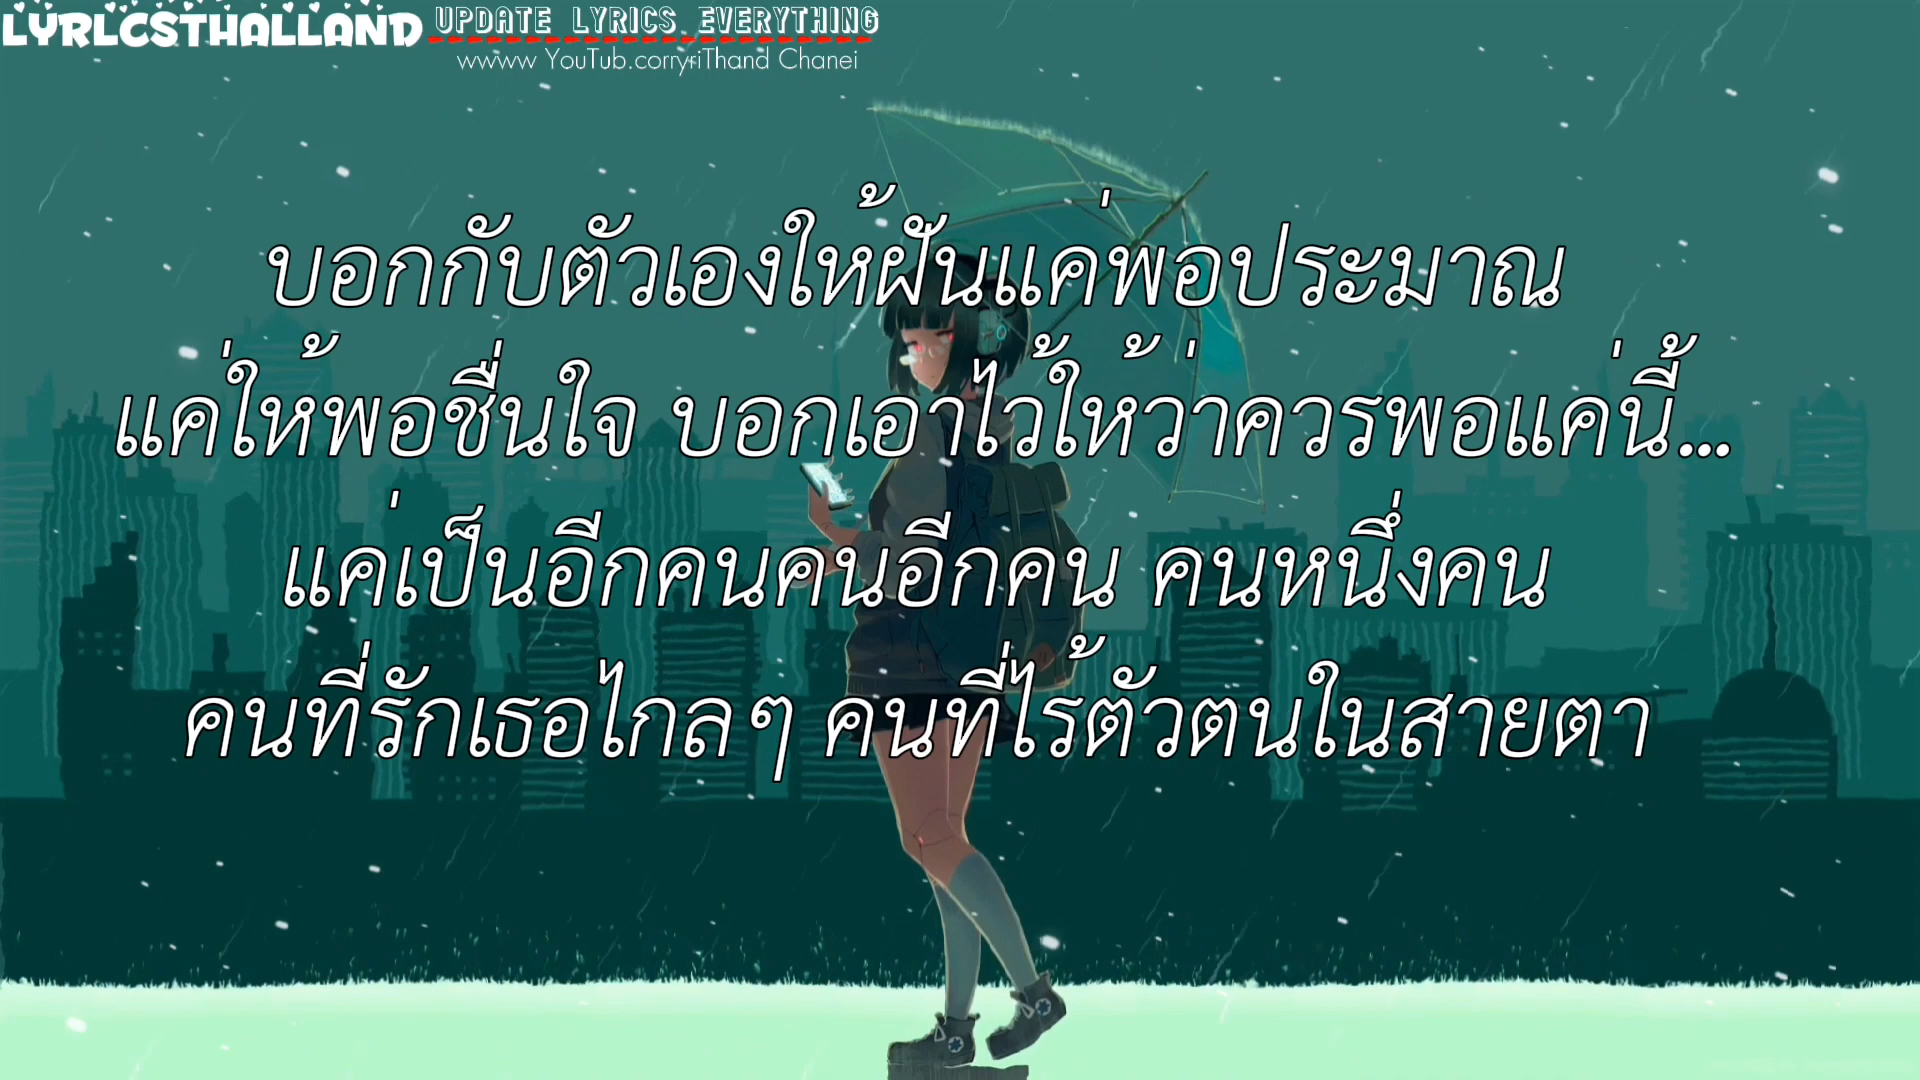 LYRLCSTHALLAND UPDATE LYRICS EVERYTHING
wwww YouTub.corryriThand Chanei
บอกกับตัวเองให้ฝันแค่พอประมาณ
แค่ให้พอชื่นใจ บอกเอาไว้ให้ว่าควรพอแค่นี้...
แค่เป็นอีกคนคนอีกคน คนหนึ่งคน
คนที่รักเธอไกลๆ คนที่ไร้ตัวตนในสายตา